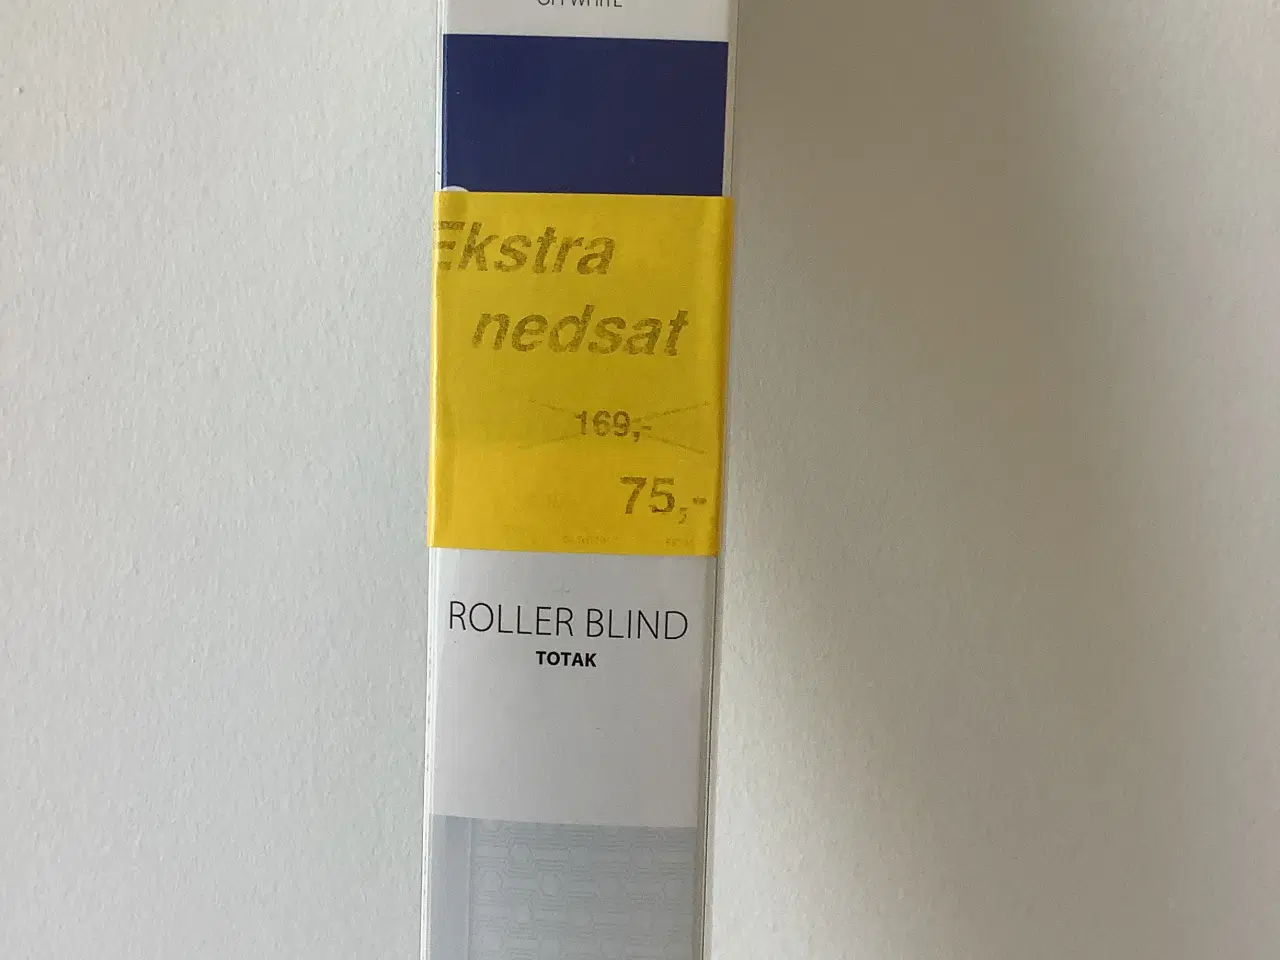 Ekstra
nedsat
169,-
75,-
ROLLER BLIND
TOTAK